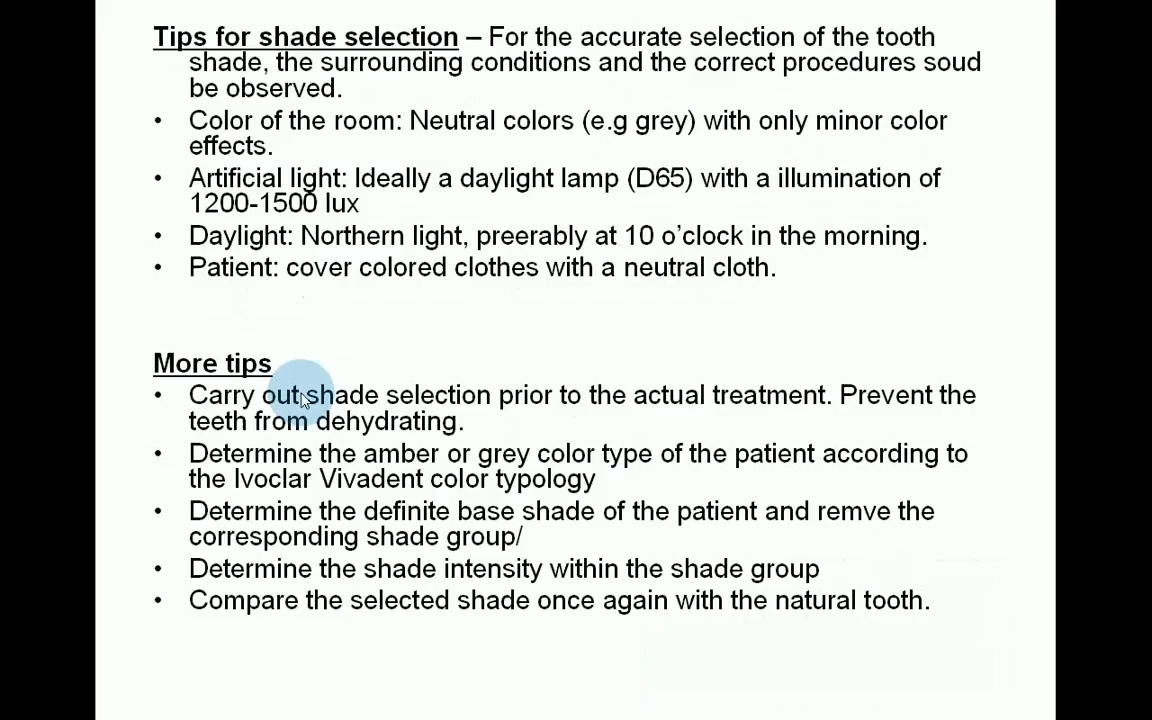 Tips for shade selection – For the accurate selection of the tooth
shade, the surrounding conditions and the correct procedures soud
be observed.
• Color of the room: Neutral colors (e.g grey) with only minor color
effects.
• Artificial light: Ideally a daylight lamp (D65) with a illumination of
1200-1500 lux
• Daylight: Northern light, preerably at 10 o’clock in the morning.
• Patient: cover colored clothes with a neutral cloth.
More tips
• Carry out shade selection prior to the actual treatment. Prevent the
teeth from dehydrating.
• Determine the amber or grey color type of the patient according to
the Ivoclar Vivadent color typology
• Determine the definite base shade of the patient and remve the
corresponding shade group/
• Determine the shade intensity within the shade group
• Compare the selected shade once again with the natural tooth.